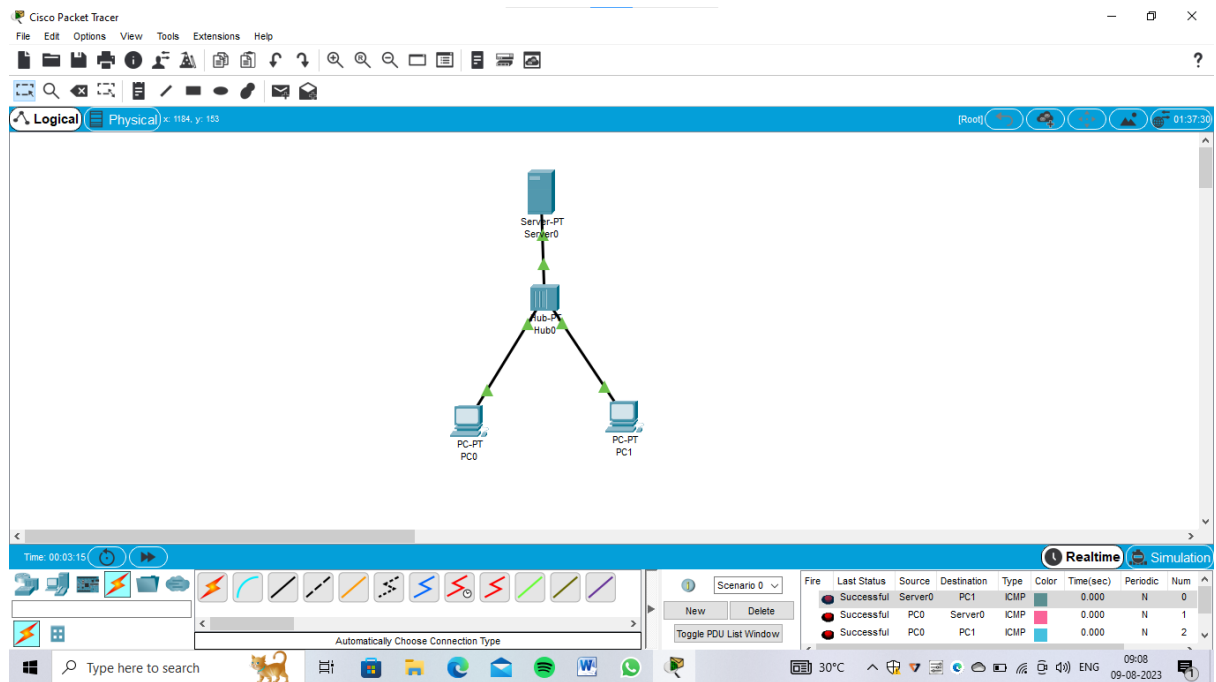 Cisco Packet Tracer
File Edit Options View Tools Extensions Help
?
Logical Physical x: 1184, y: 153 [Root] 01:37:30
Server-PT
Server0
Hub-PT
Hub0
PC-PT
PC0
PC-PT
PC1
Time: 00:03:15 Realtime Simulation
Scenario 0
New Delete
Toggle PDU List Window
Automatically Choose Connection Type
Fire Last Status Source Destination Type Color Time(sec) Periodic Num
Successful Server0 PC1 ICMP 0.000 N 0
Successful PC0 Server0 ICMP 0.000 N 1
Successful PC0 PC1 ICMP 0.000 N 2
Type here to search
W
30°C ENG
09:08
09-08-2023
1